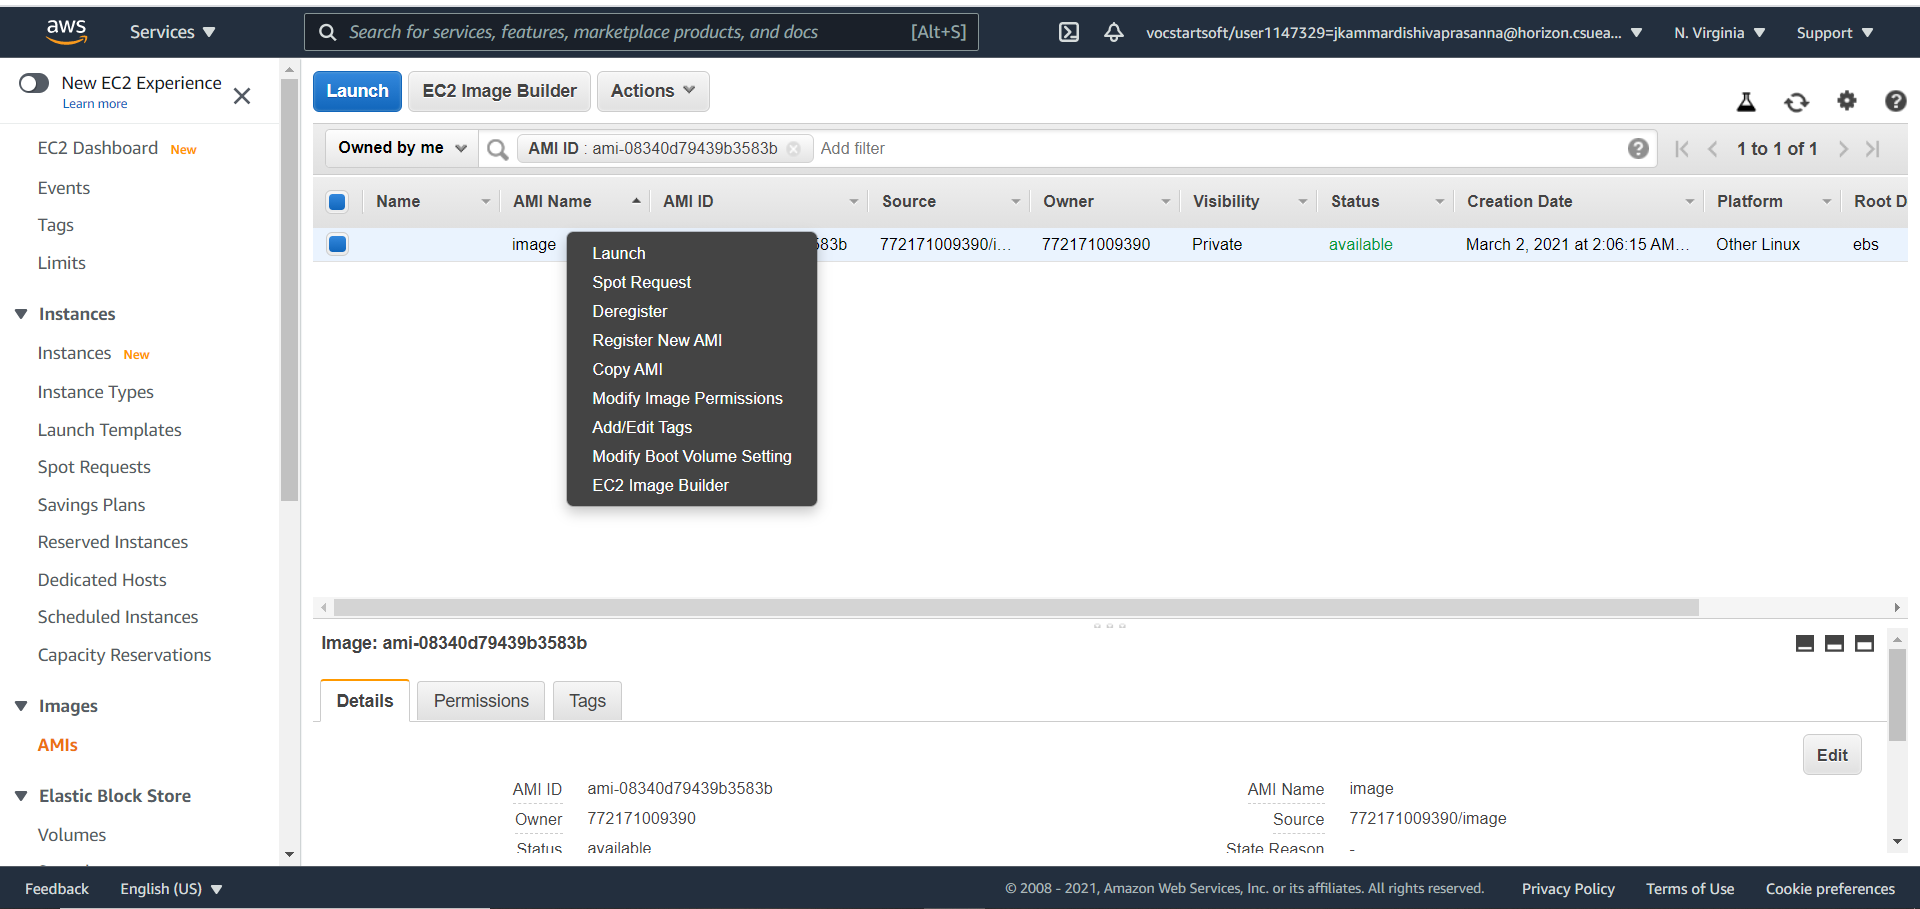 aws
Services
Search for services, features, marketplace products, and docs [Alt+S]
vocstartsoft/user1147329=jkammardishivaprasanna@horizon.csuea...
N. Virginia
Support
New EC2 Experience
Learn more
EC2 Dashboard New
Events
Tags
Limits
Instances
Instances New
Instance Types
Launch Templates
Spot Requests
Savings Plans
Reserved Instances
Dedicated Hosts
Scheduled Instances
Capacity Reservations
Images
AMIs
Elastic Block Store
Volumes
Launch
EC2 Image Builder
Actions
Owned by me
AMI ID : ami-08340d79439b3583b
Add filter
1 to 1 of 1
Name AMI Name AMI ID Source Owner Visibility Status Creation Date Platform Root D
image 583b 772171009390/i... 772171009390 Private available March 2, 2021 at 2:06:15 AM... Other Linux ebs
Launch
Spot Request
Deregister
Register New AMI
Copy AMI
Modify Image Permissions
Add/Edit Tags
Modify Boot Volume Setting
EC2 Image Builder
Image: ami-08340d79439b3583b
Details
Permissions
Tags
Edit
AMI ID ami-08340d79439b3583b
AMI Name image
Owner 772171009390
Source 772171009390/image
Status available
State Reason -
Feedback
English (US)
© 2008 - 2021, Amazon Web Services, Inc. or its affiliates. All rights reserved.
Privacy Policy
Terms of Use
Cookie preferences